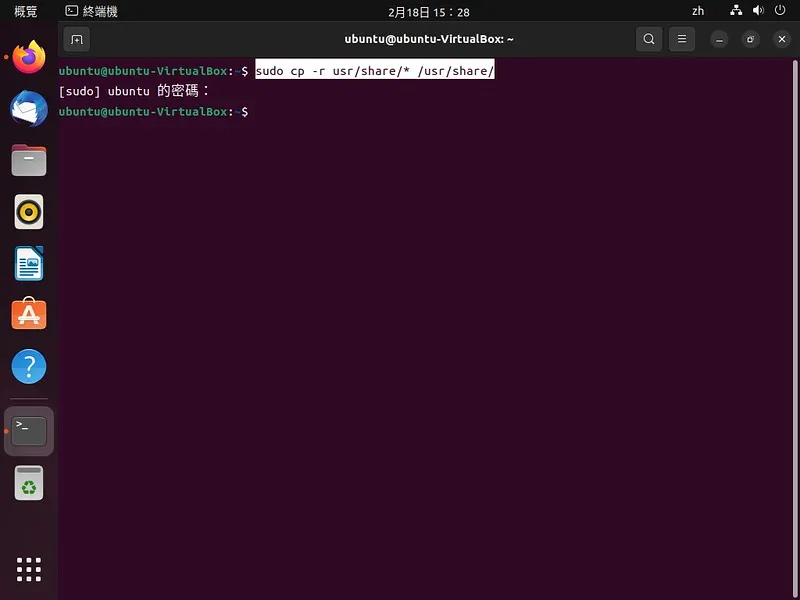 概覽
終端機
2月18日 15：28
zh
ubuntu@ubuntu-VirtualBox: ~
ubuntu@ubuntu-VirtualBox:~$ sudo cp -r usr/share/* /usr/share/
[sudo] ubuntu 的密碼：
ubuntu@ubuntu-VirtualBox:~$